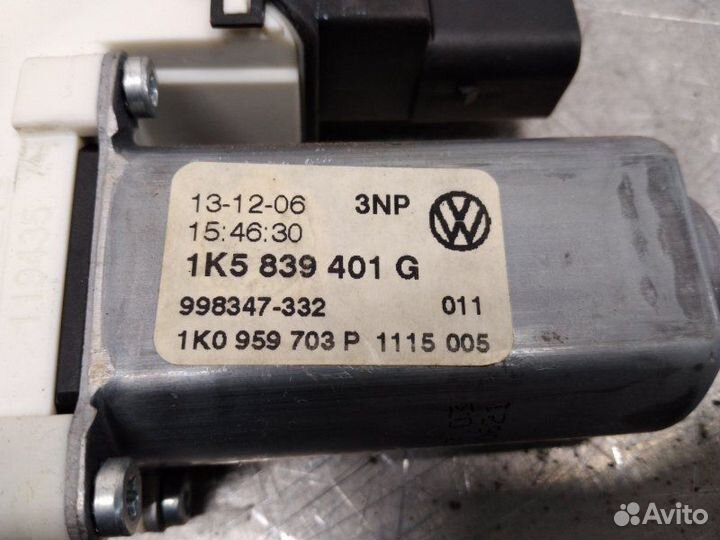 13-12-06 3NP VW
15:46:30
1K5 839 401 G
998347-332 011
1K0 959 703 P 1115 005
Avito